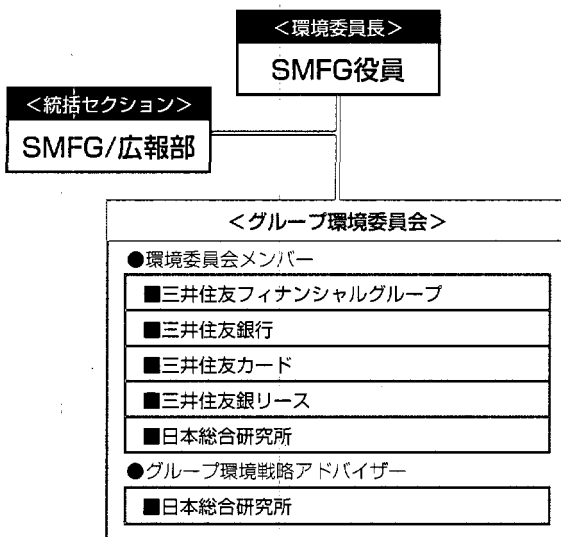 <環境委員長>
SMFG役員
<統括セクション>
SMFG/広報部
<グループ環境委員会>
●環境委員会メンバー
■三井住友フィナンシャルグループ
■三井住友銀行
■三井住友カード
■三井住友銀リース
■日本総合研究所
●グループ環境戦略アドバイザー
■日本総合研究所